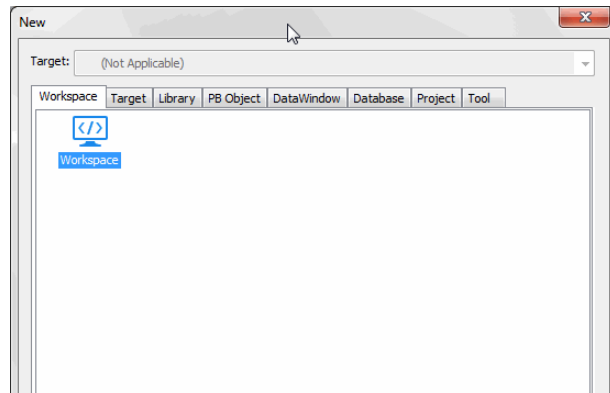 New
Target: (Not Applicable)
Workspace Target Library PB Object DataWindow Database Project Tool
Workspace